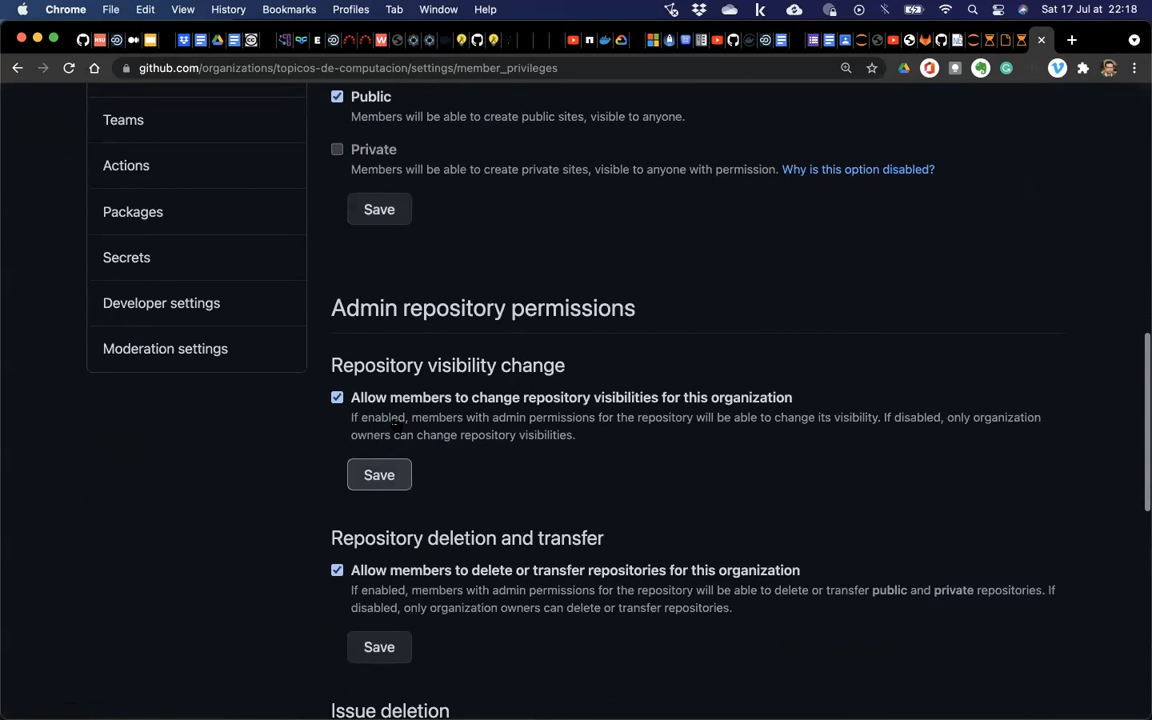 Chrome File Edit View History Bookmarks Profiles Tab Window Help Sat 17 Jul at 22:18
github.com/organizations/topicos-de-computacion/settings/member_privileges
Public
Members will be able to create public sites, visible to anyone.
Teams
Private
Actions
Members will be able to create private sites, visible to anyone with permission. Why is this option disabled?
Packages
Save
Secrets
Developer settings
Moderation settings
Admin repository permissions
Repository visibility change
Allow members to change repository visibilities for this organization
If enabled, members with admin permissions for the repository will be able to change its visibility. If disabled, only organization
owners can change repository visibilities.
Save
Repository deletion and transfer
Allow members to delete or transfer repositories for this organization
If enabled, members with admin permissions for the repository will be able to delete or transfer public and private repositories. If
disabled, only organization owners can delete or transfer repositories.
Save
Issue deletion